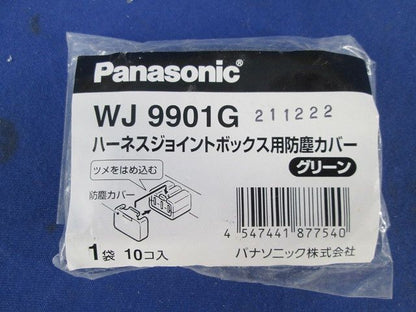 Panasonic®
WJ 9901G 211222
ハーネスジョイントボックス用防塵カバー
グリーン
ツメをはめ込む
防塵カバー
1袋 10コ入
4 547441 877540
パナソニック株式会社